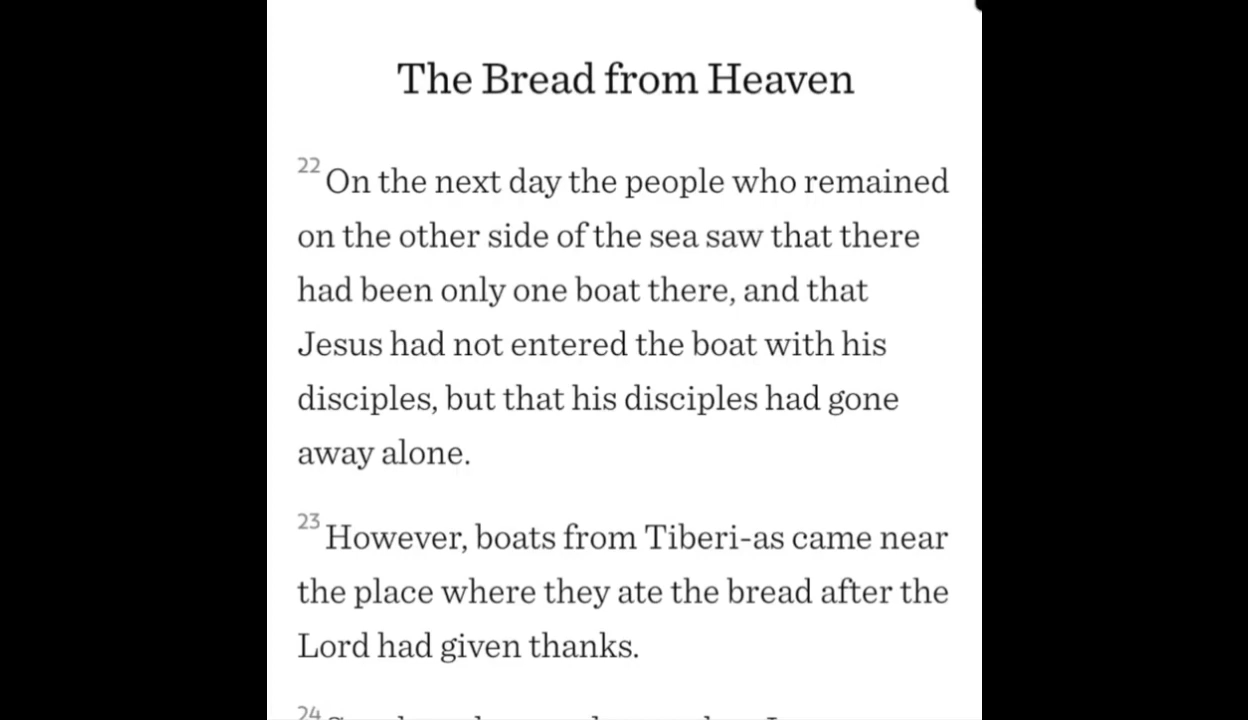 The Bread from Heaven
22 On the next day the people who remained
on the other side of the sea saw that there
had been only one boat there, and that
Jesus had not entered the boat with his
disciples, but that his disciples had gone
away alone.
23 However, boats from Tiberi-as came near
the place where they ate the bread after the
Lord had given thanks.
24